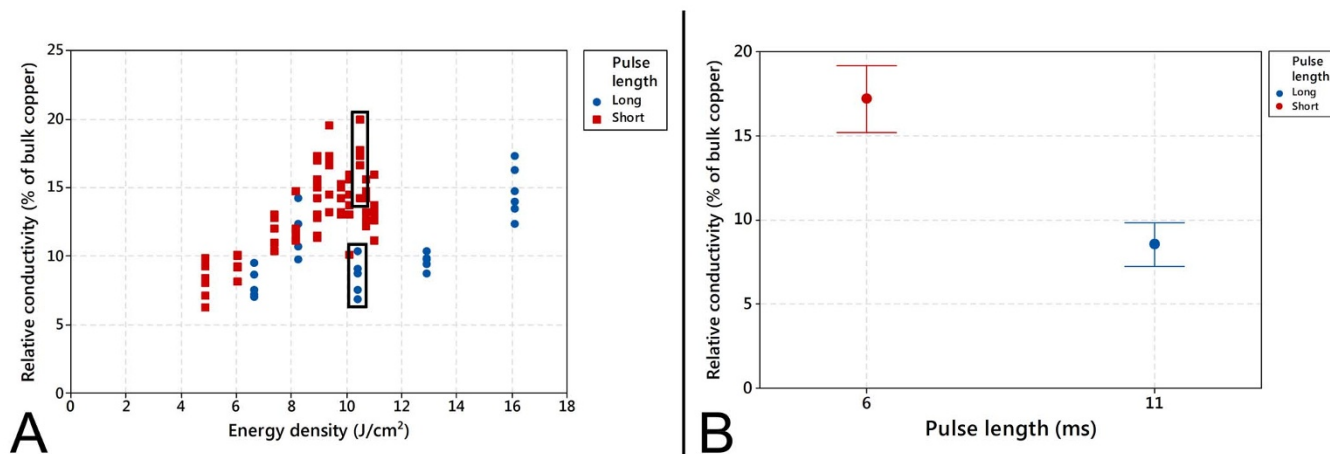 Relative conductivity (% of bulk copper)
25
20
15
10
5
0
0 2 4 6 8 10 12 14 16 18
Energy density (J/cm²)
Pulse
length
Long
Short
A
Relative conductivity (% of bulk copper)
20
15
10
5
0
6 11
Pulse length (ms)
Pulse
length
Long
Short
B